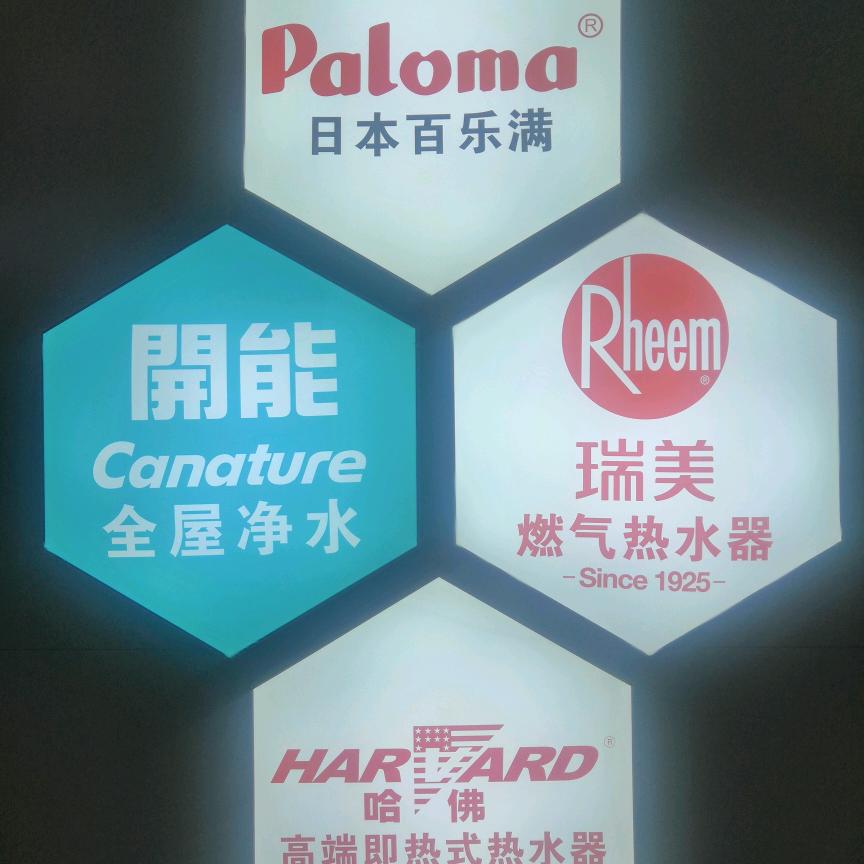 Paloma®
日本百乐满
開能
Canature
全屋净水
Rheem®
瑞美
燃气热水器
-Since 1925-
HARVARD®
哈佛
高端即热式热水器